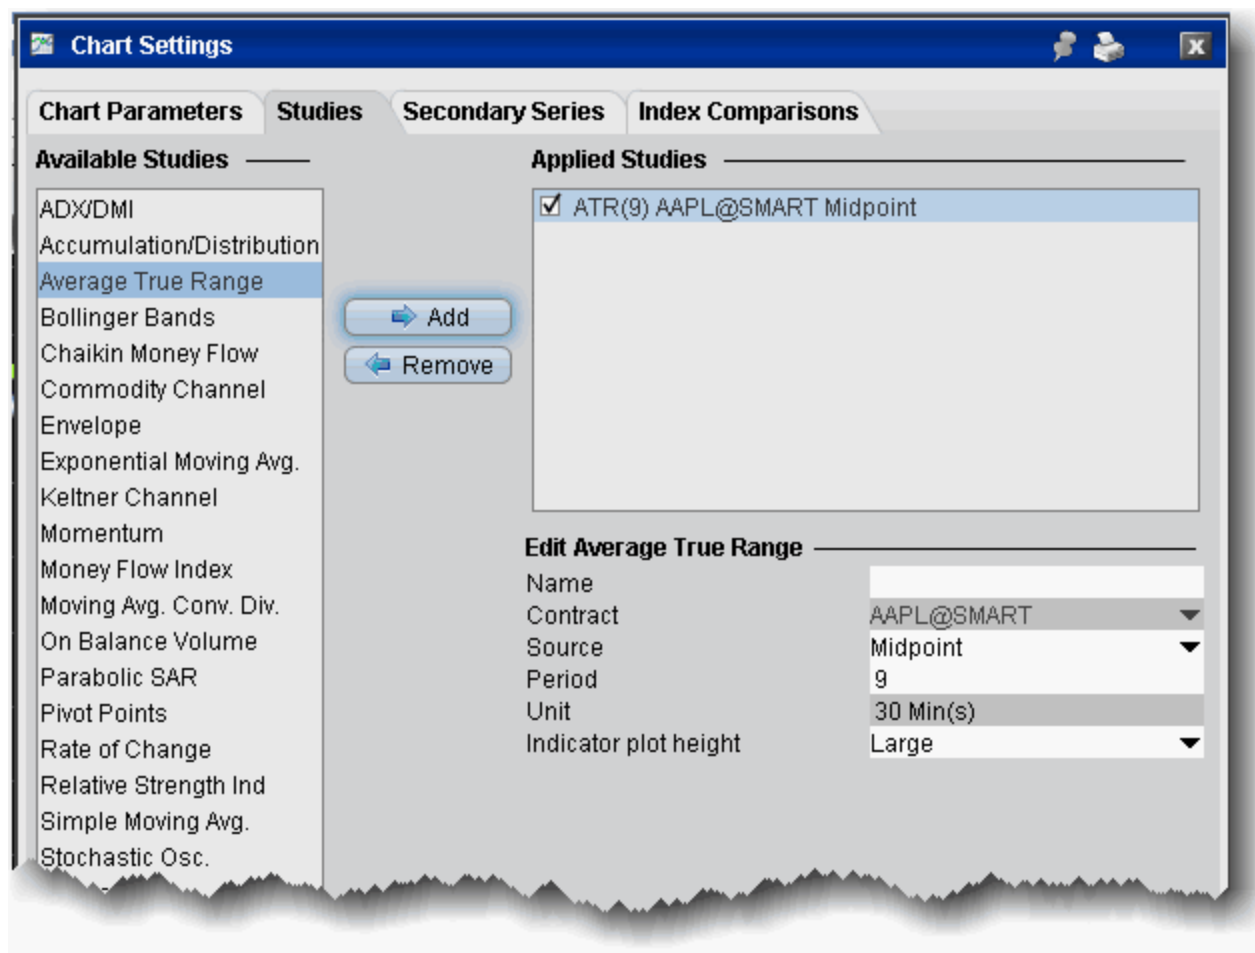 Chart Settings
Chart Parameters Studies Secondary Series Index Comparisons
Available Studies
ADX/DMI
Accumulation/Distribution
Average True Range
Bollinger Bands
Chaikin Money Flow
Commodity Channel
Envelope
Exponential Moving Avg.
Keltner Channel
Momentum
Money Flow Index
Moving Avg. Conv. Div.
On Balance Volume
Parabolic SAR
Pivot Points
Rate of Change
Relative Strength Ind
Simple Moving Avg.
Stochastic Osc.
Add
Remove
Applied Studies
ATR(9) AAPL@SMART Midpoint
Edit Average True Range
Name
Contract AAPL@SMART
Source Midpoint
Period 9
Unit 30 Min(s)
Indicator plot height Large